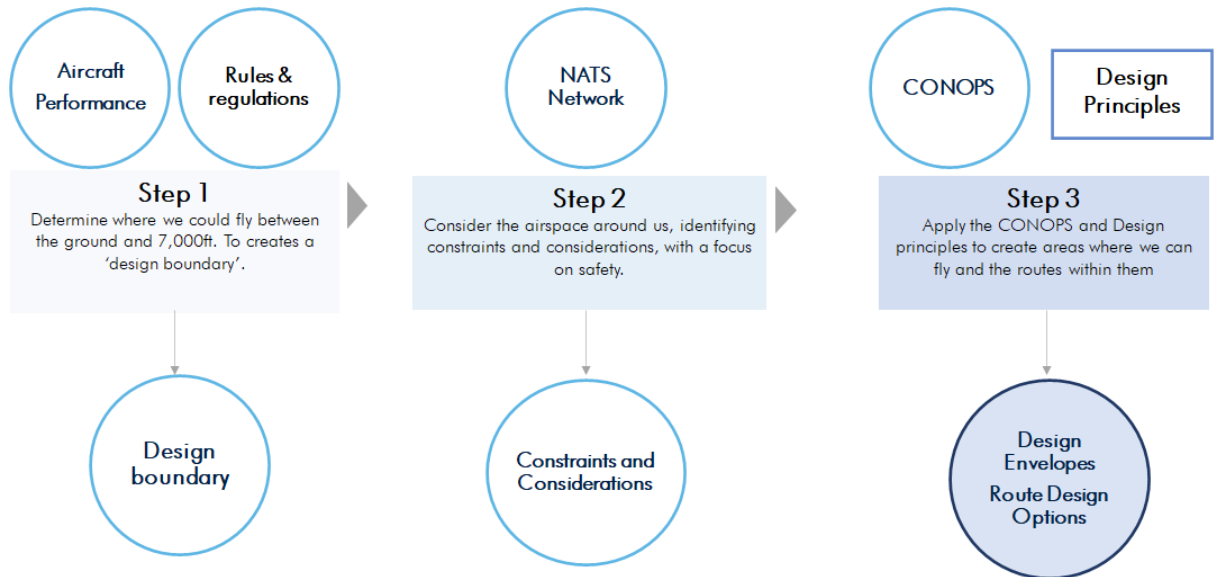 Aircraft
Performance
Rules &
regulations
NATS
Network
CONOPS
Design
Principles
Step 1
Determine where we could fly between
the ground and 7,000ft. To creates a
‘design boundary’.
Step 2
Consider the airspace around us, identifying
constraints and considerations, with a focus
on safety.
Step 3
Apply the CONOPS and Design
principles to create areas where we can
fly and the routes within them
Design
boundary
Constraints and
Considerations
Design
Envelopes
Route Design
Options